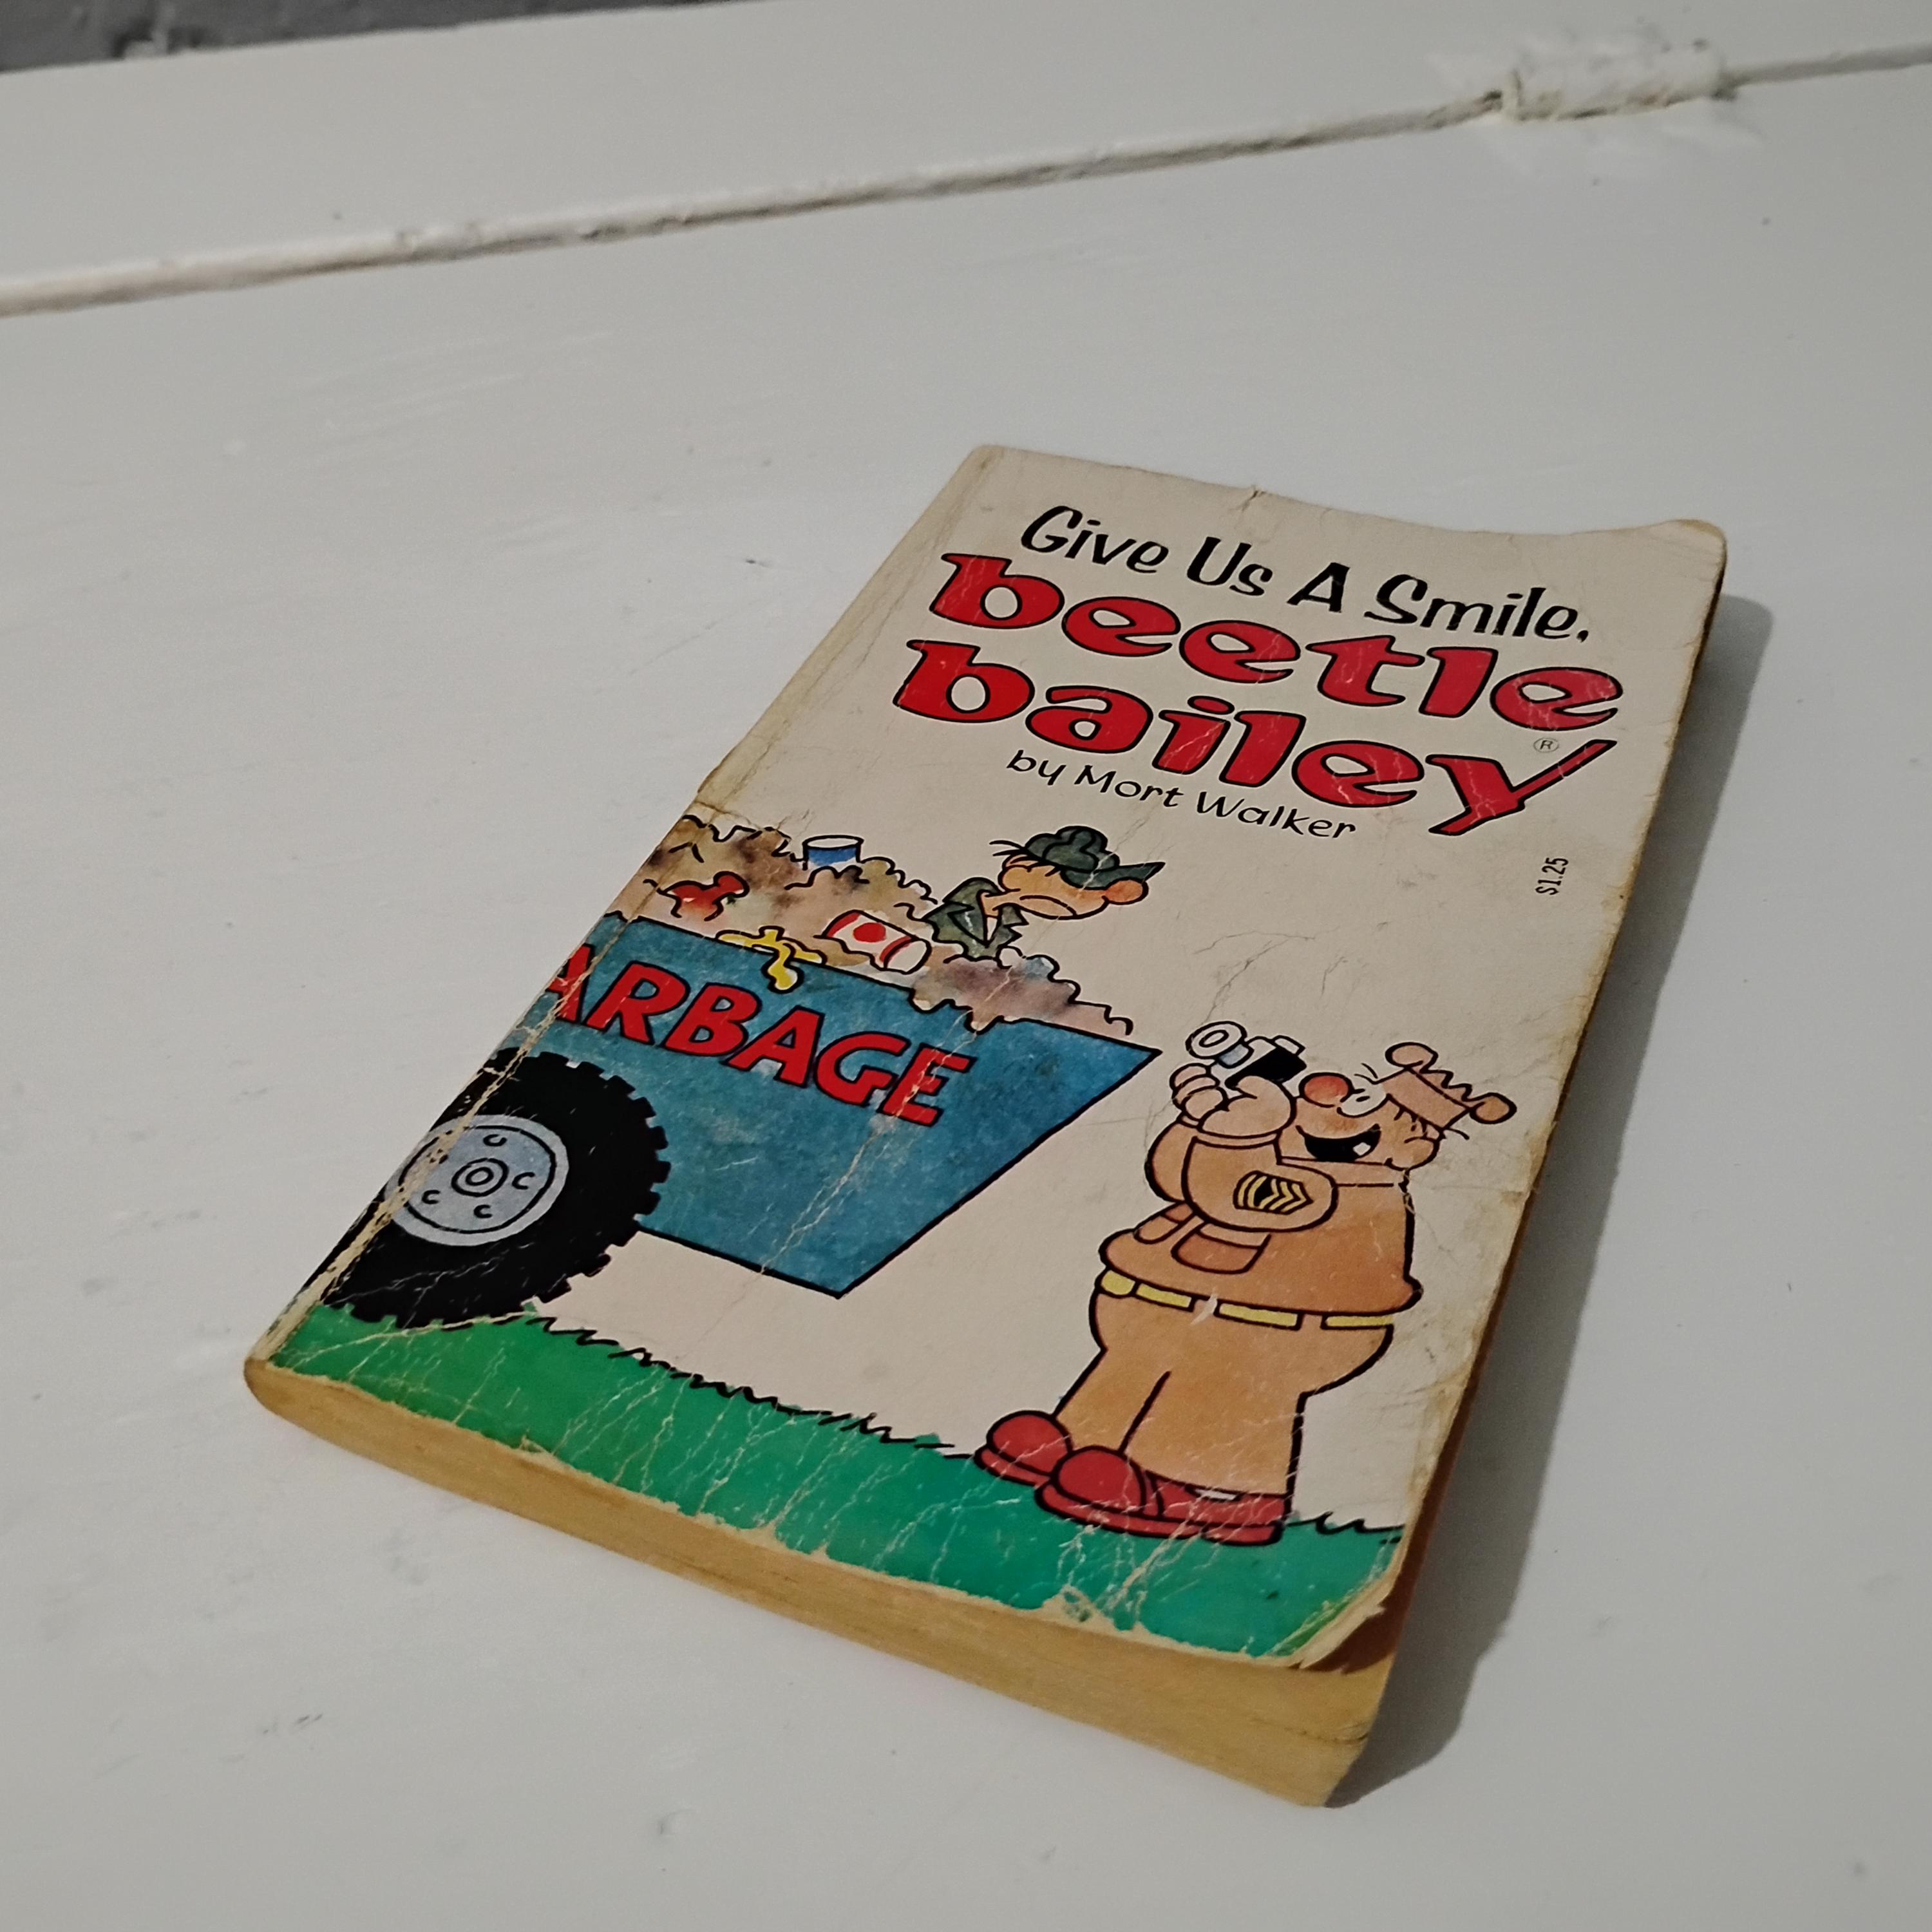 Give Us A Smile,
beetle
bailey®
by Mort Walker
$1.25
ARBAGE